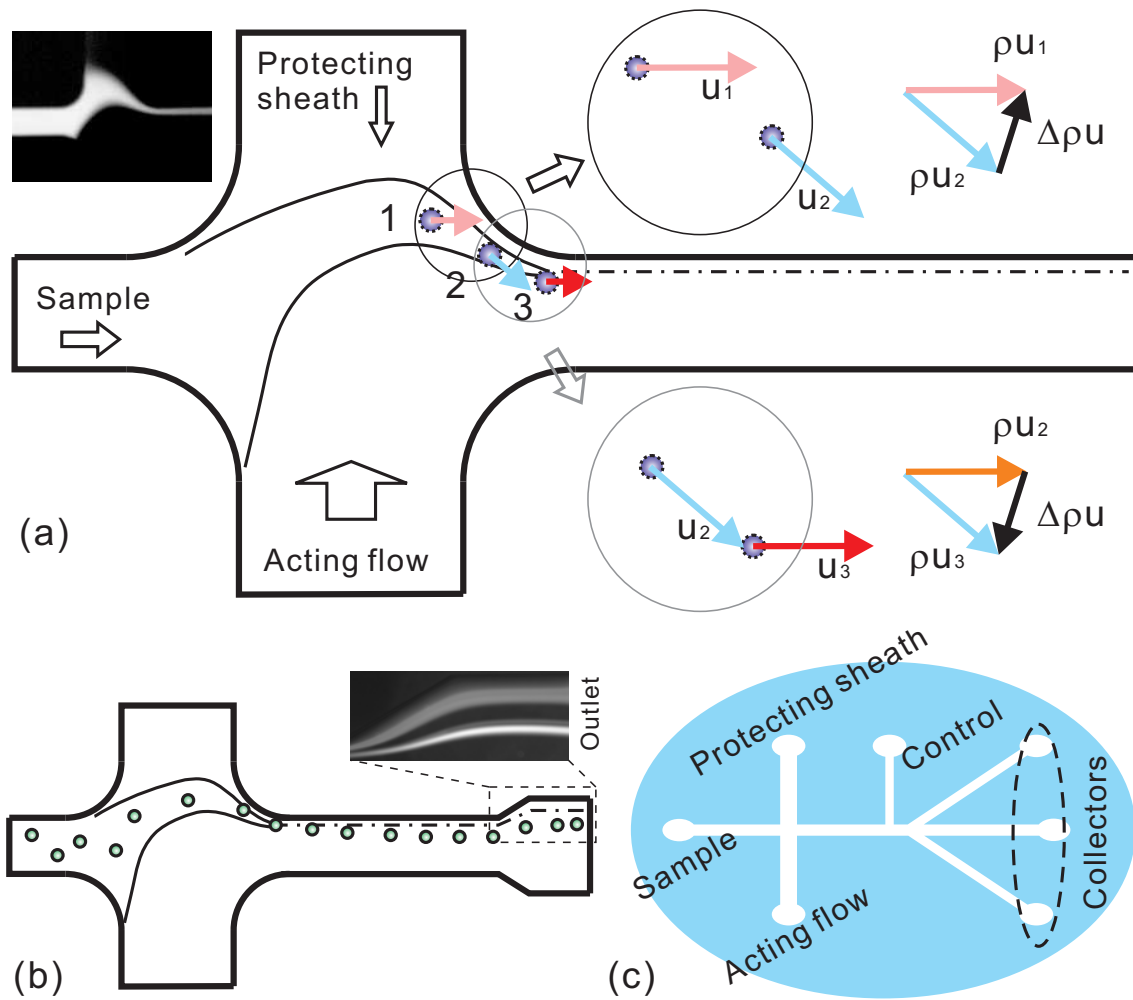 Protecting
sheath
u1
u2
ρu1
ρu2
Δρu
1
2
3
Sample
Acting flow
(a)
u2
u3
ρu2
ρu3
Δρu
Outlet
(b)
Protecting sheath
Control
Sample
Acting flow
Collectors
(c)